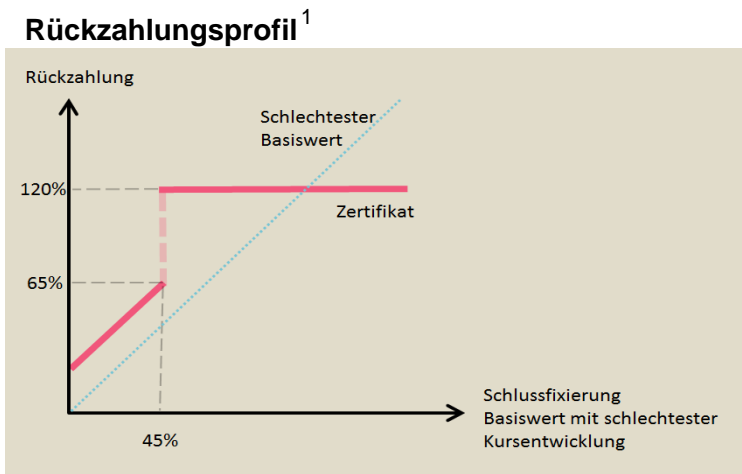 Rückzahlungsprofil¹
Rückzahlung
Schlechtester
Basiswert
120%
Zertifikat
65%
Schlussfixierung
Basiswert mit schlechtester
Kursentwicklung
45%